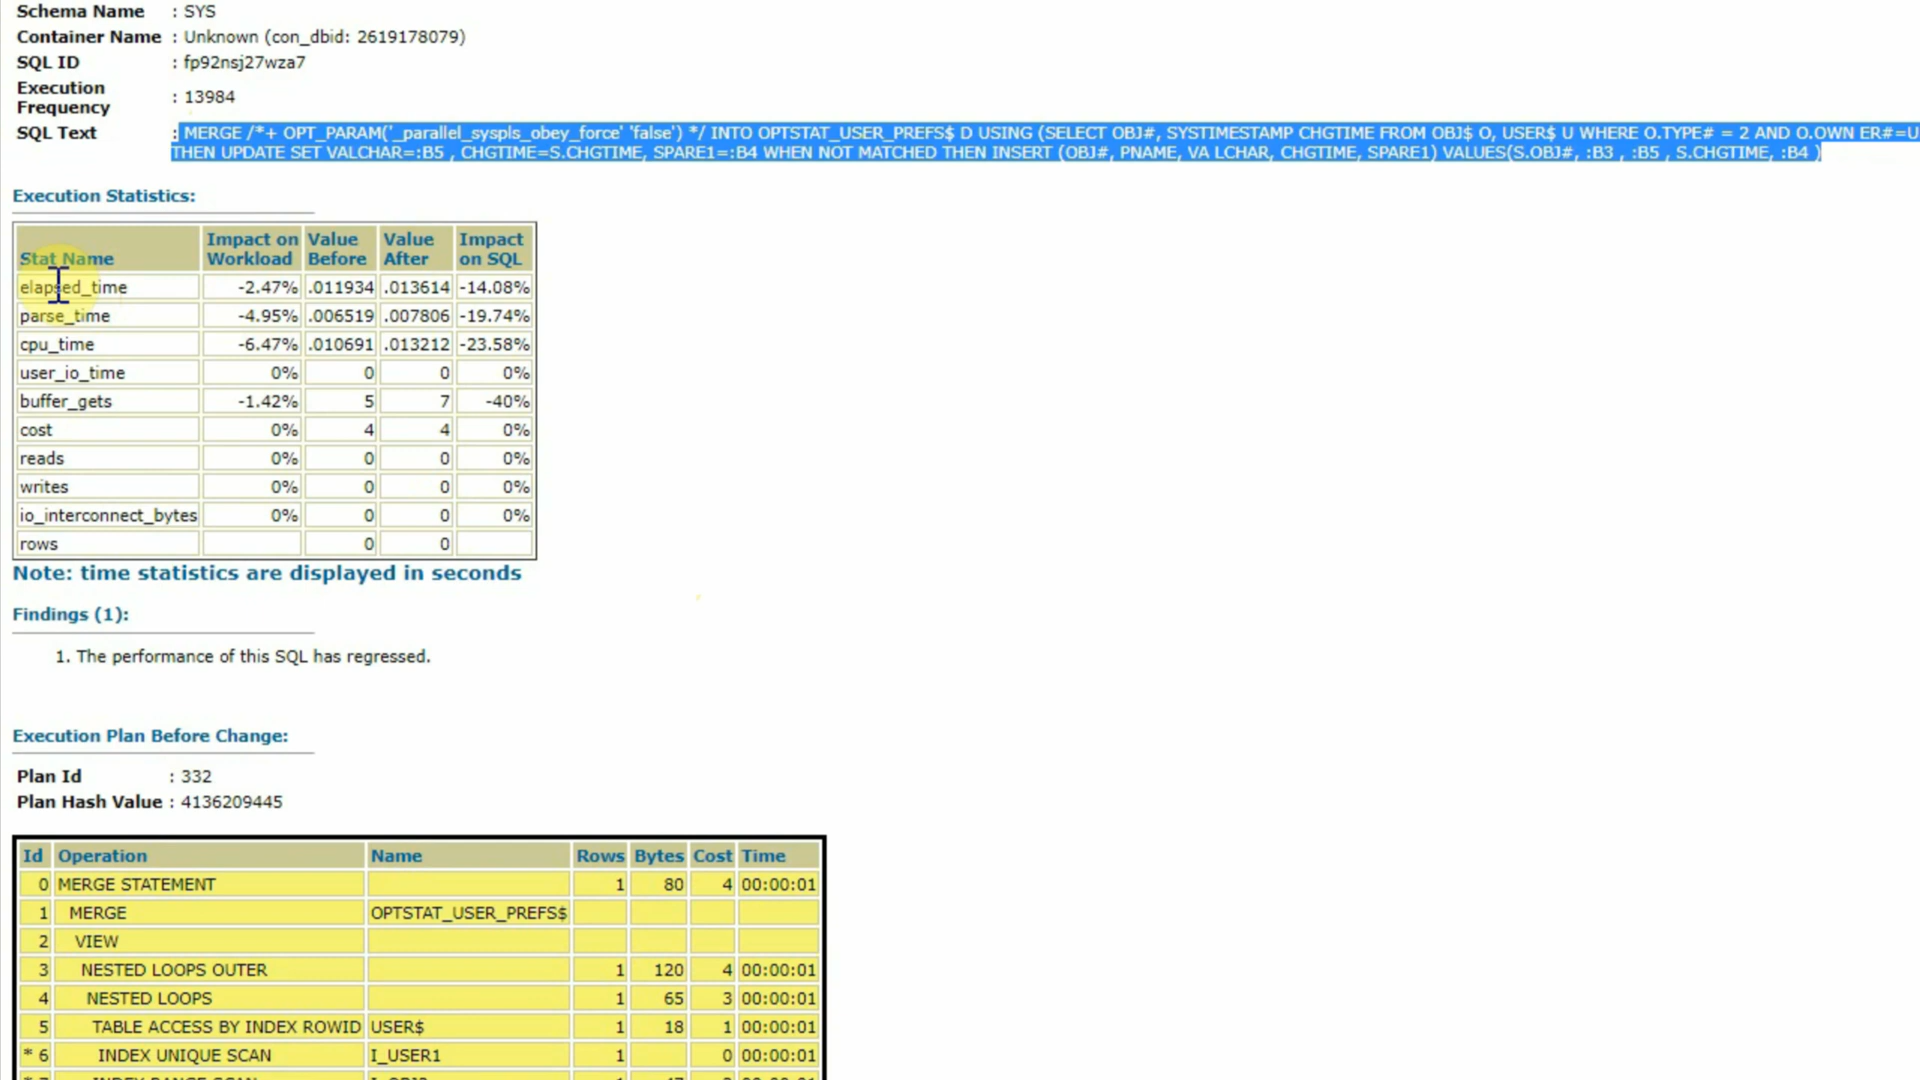 Schema Name : SYS
Container Name : Unknown (con_dbid: 2619178079)
SQL ID : fp92nsj27wza7
Execution Frequency : 13984
SQL Text : MERGE /*+ OPT_PARAM('_parallel_syspls_obey_force' 'false') */ INTO OPTSTAT_USER_PREFS$ D USING (SELECT OBJ#, SYSTIMESTAMP CHGTIME FROM OBJ$ O, USER$ U WHERE O.TYPE# = 2 AND O.OWN ER#=U
THEN UPDATE SET VALCHAR=:B5 , CHGTIME=S.CHGTIME, SPARE1=:B4 WHEN NOT MATCHED THEN INSERT (OBJ#, PNAME, VA LCHAR, CHGTIME, SPARE1) VALUES(S.OBJ#, :B3 , :B5 , S.CHGTIME, :B4 )
Execution Statistics:
Stat Name Impact on Workload Value Before Value After Impact on SQL
elapsed_time -2.47% .011934 .013614 -14.08%
parse_time -4.95% .006519 .007806 -19.74%
cpu_time -6.47% .010691 .013212 -23.58%
user_io_time 0% 0 0 0%
buffer_gets -1.42% 5 7 -40%
cost 0% 4 4 0%
reads 0% 0 0 0%
writes 0% 0 0 0%
io_interconnect_bytes 0% 0 0 0%
rows 0 0
Note: time statistics are displayed in seconds
Findings (1):
1. The performance of this SQL has regressed.
Execution Plan Before Change:
Plan Id : 332
Plan Hash Value : 4136209445
Id Operation Name Rows Bytes Cost Time
0 MERGE STATEMENT 1 80 4 00:00:01
1 MERGE OPTSTAT_USER_PREFS$
2 VIEW
3 NESTED LOOPS OUTER 1 120 4 00:00:01
4 NESTED LOOPS 1 65 3 00:00:01
5 TABLE ACCESS BY INDEX ROWID USER$ 1 18 1 00:00:01
* 6 INDEX UNIQUE SCAN I_USER1 1 0 00:00:01